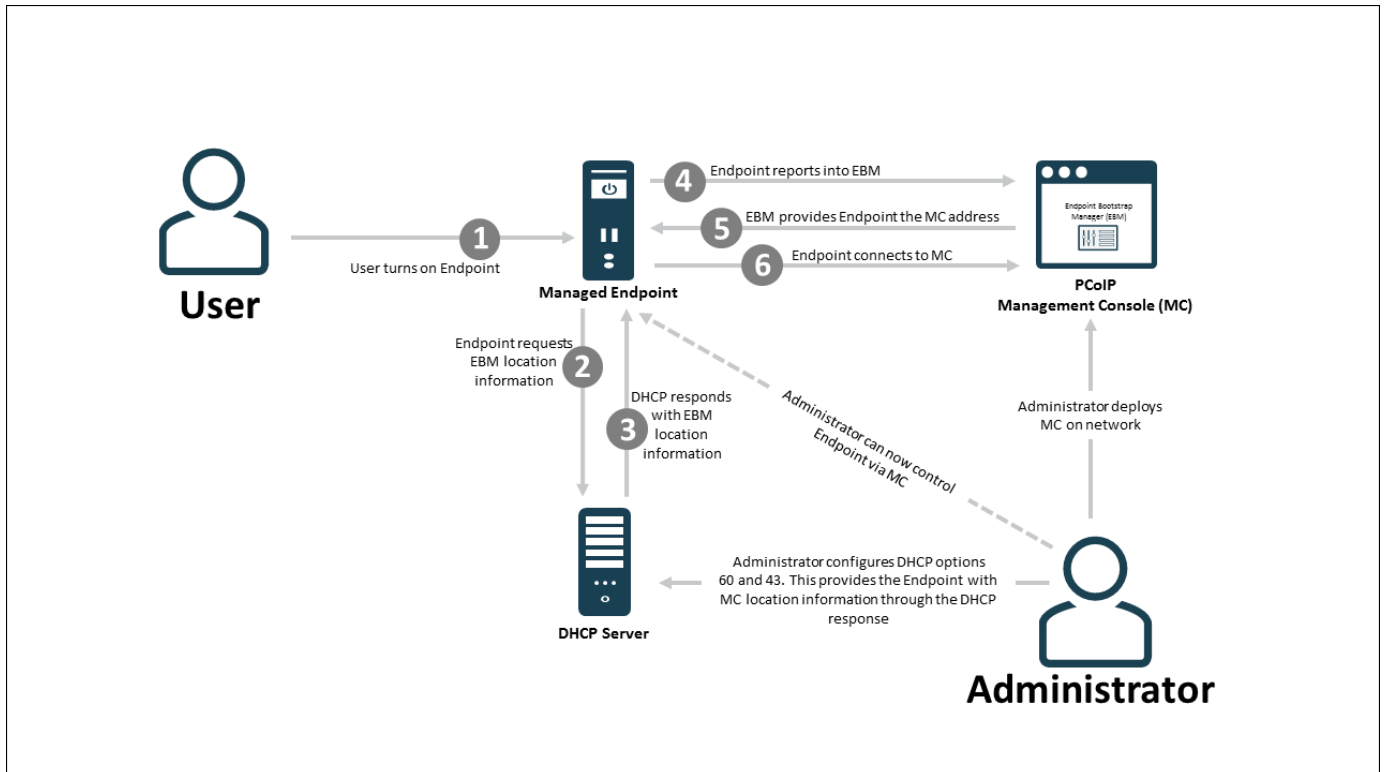 4
Endpoint reports into EBM
Endpoint Bootstrap
Manager (EBM)
5
EBM provides Endpoint the MC address
1
User turns on Endpoint
6
Endpoint connects to MC
User
Managed Endpoint
PCoIP
Management Console (MC)
Endpoint requests
EBM location
information
2
DHCP responds
with EBM
location
information
3
Administrator can now control
Endpoint via MC
Administrator deploys
MC on network
Administrator configures DHCP options
60 and 43. This provides the Endpoint with
MC location information through the DHCP
response
DHCP Server
Administrator